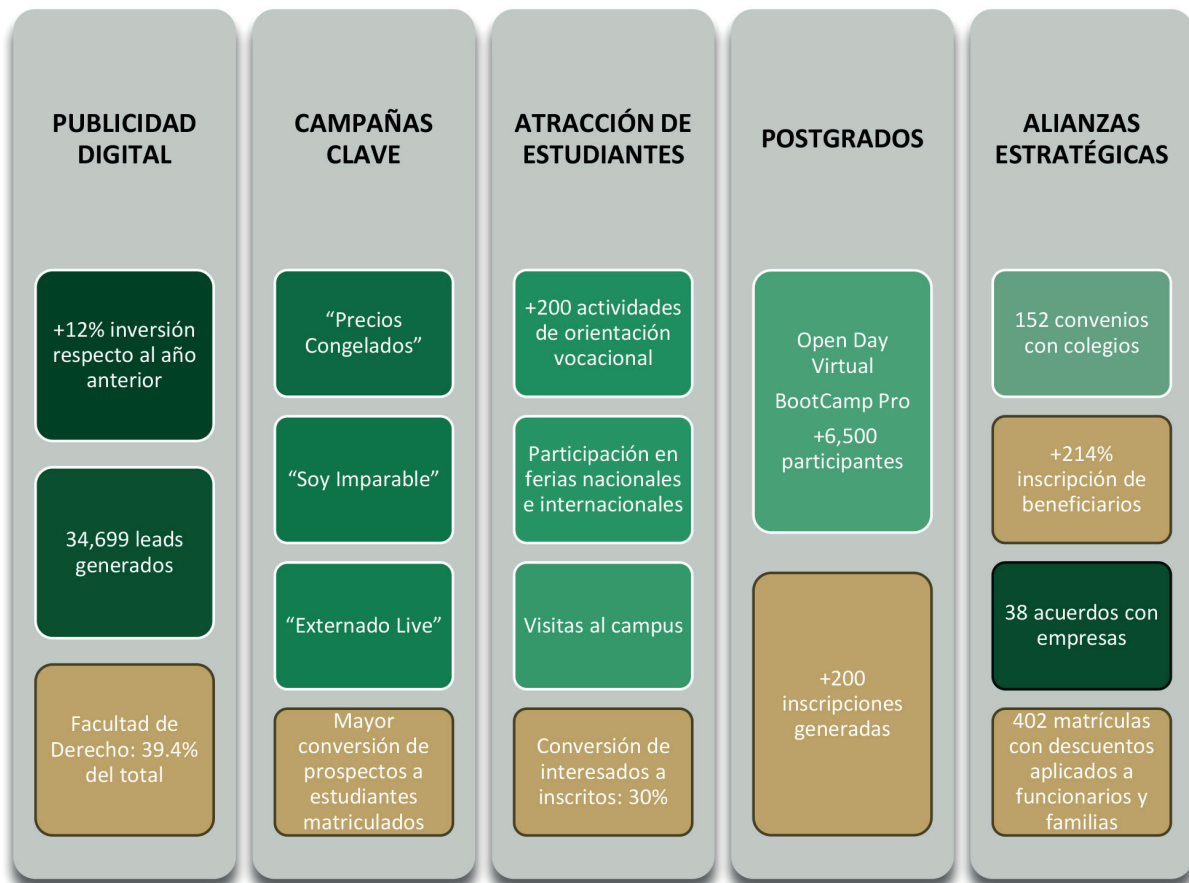 PUBLICIDAD
DIGITAL
+12% inversión
respecto al año
anterior
34,699 leads
generados
Facultad de
Derecho: 39.4%
del total
CAMPAÑAS
CLAVE
“Precios
Congelados”
“Soy Imparable”
“Externado Live”
Mayor
conversión de
prospectos a
estudiantes
matriculados
ATRACCIÓN DE
ESTUDIANTES
+200 actividades
de orientación
vocacional
Participación en
ferias nacionales
e internacionales
Visitas al campus
Conversión de
interesados a
inscritos: 30%
POSTGRADOS
Open Day
Virtual
BootCamp Pro
+6,500
participantes
+200
inscripciones
generadas
ALIANZAS
ESTRATÉGICAS
152 convenios
con colegios
+214%
inscripción de
beneficiarios
38 acuerdos con
empresas
402 matrículas
con descuentos
aplicados a
funcionarios y
familias